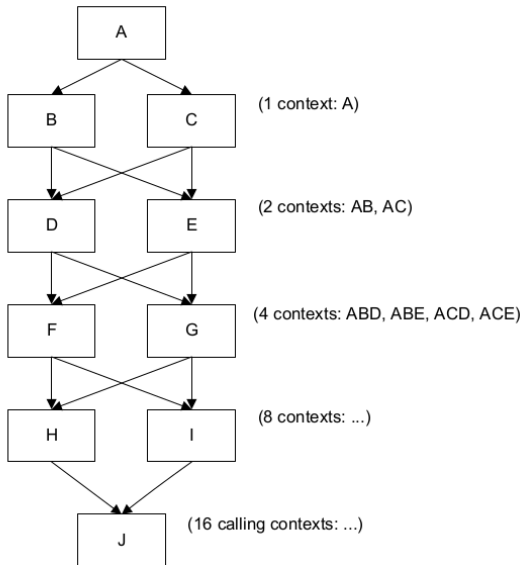 A
B
C
(1 context: A)
D
E
(2 contexts: AB, AC)
F
G
(4 contexts: ABD, ABE, ACD, ACE)
H
I
(8 contexts: ...)
J
(16 calling contexts: ...)